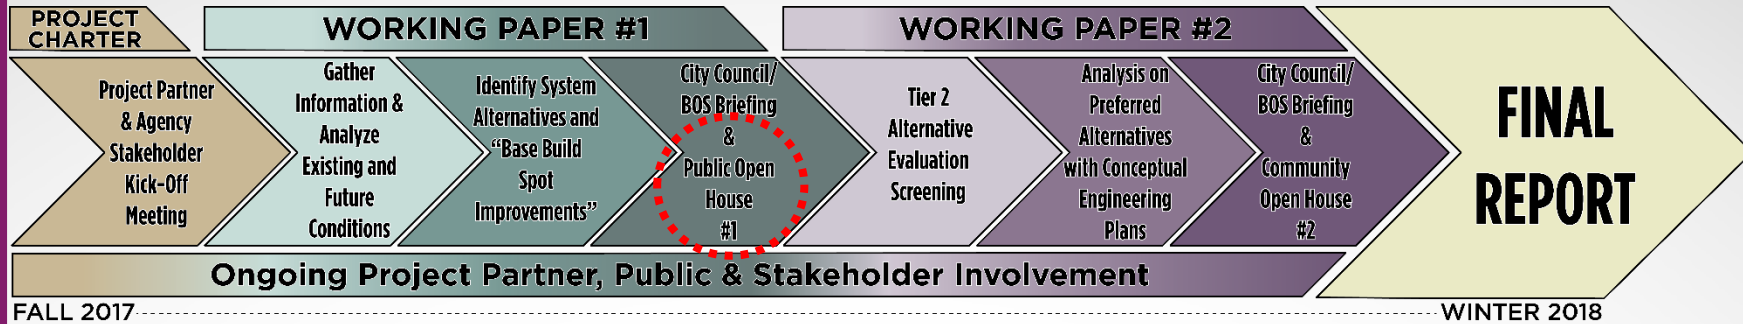 PROJECT
CHARTER
WORKING PAPER #1
WORKING PAPER #2
Project Partner
& Agency
Stakeholder
Kick-Off
Meeting
Gather
Information &
Analyze
Existing and
Future
Conditions
Identify System
Alternatives and
“Base Build
Spot
Improvements”
City Council/
BOS Briefing
&
Public Open
House
#1
Tier 2
Alternative
Evaluation
Screening
Analysis on
Preferred
Alternatives
with Conceptual
Engineering
Plans
City Council/
BOS Briefing
&
Community
Open House
#2
FINAL
REPORT
Ongoing Project Partner, Public & Stakeholder Involvement
FALL 2017
WINTER 2018